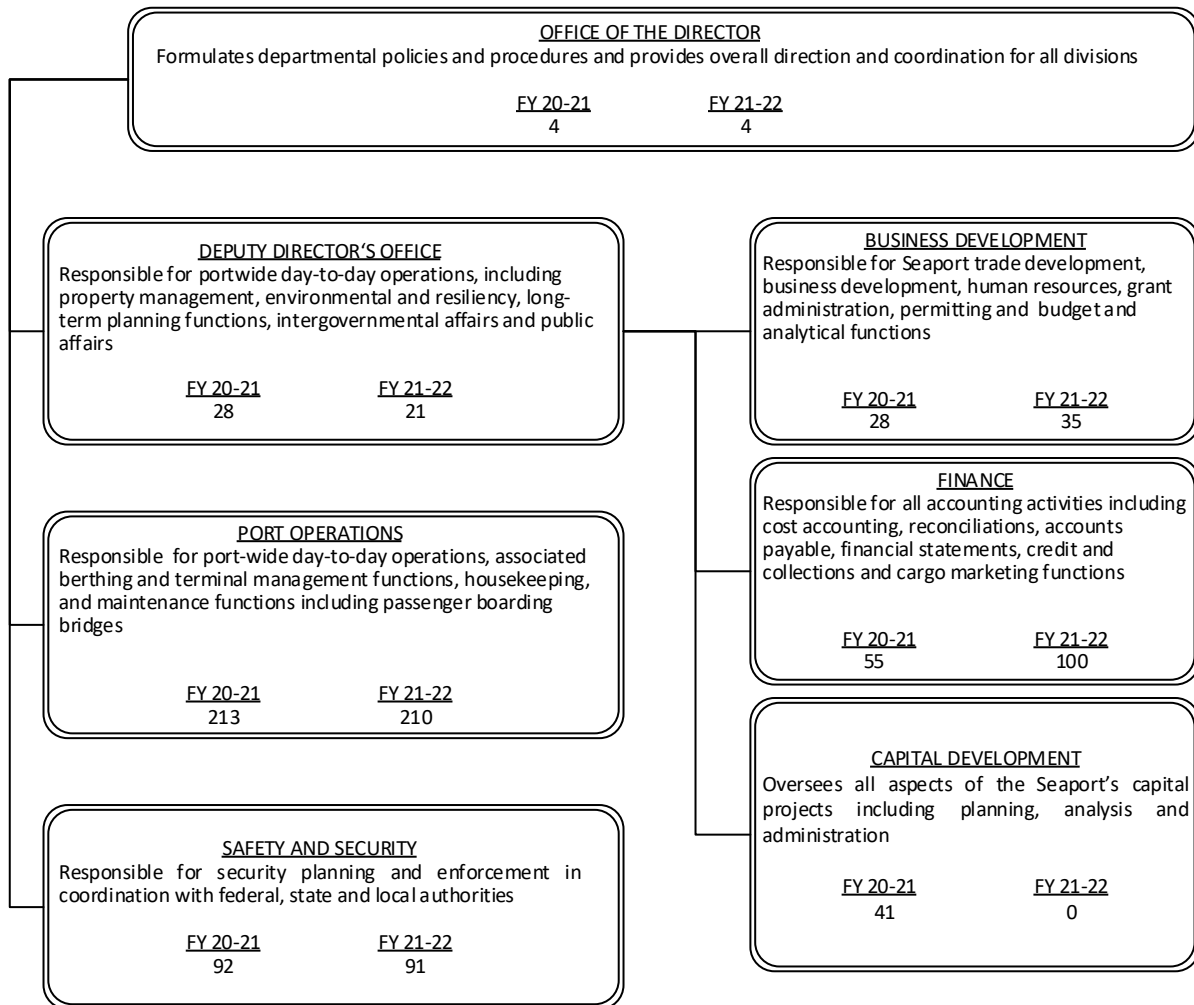 OFFICE OF THE DIRECTOR
Formulates departmental policies and procedures and provides overall direction and coordination for all divisions
FY 20-21 FY 21-22
4 4
DEPUTY DIRECTOR‘S OFFICE
Responsible for portwide day-to-day operations, including
property management, environmental and resiliency, long-
term planning functions, intergovernmental affairs and public
affairs
FY 20-21 FY 21-22
28 21
BUSINESS DEVELOPMENT
Responsible for Seaport trade development,
business development, human resources, grant
administration, permitting and budget and
analytical functions
FY 20-21 FY 21-22
28 35
PORT OPERATIONS
Responsible for port-wide day-to-day operations, associated
berthing and terminal management functions, housekeeping,
and maintenance functions including passenger boarding
bridges
FY 20-21 FY 21-22
213 210
FINANCE
Responsible for all accounting activities including
cost accounting, reconciliations, accounts
payable, financial statements, credit and
collections and cargo marketing functions
FY 20-21 FY 21-22
55 100
SAFETY AND SECURITY
Responsible for security planning and enforcement in
coordination with federal, state and local authorities
FY 20-21 FY 21-22
92 91
CAPITAL DEVELOPMENT
Oversees all aspects of the Seaport’s capital
projects including planning, analysis and
administration
FY 20-21 FY 21-22
41 0